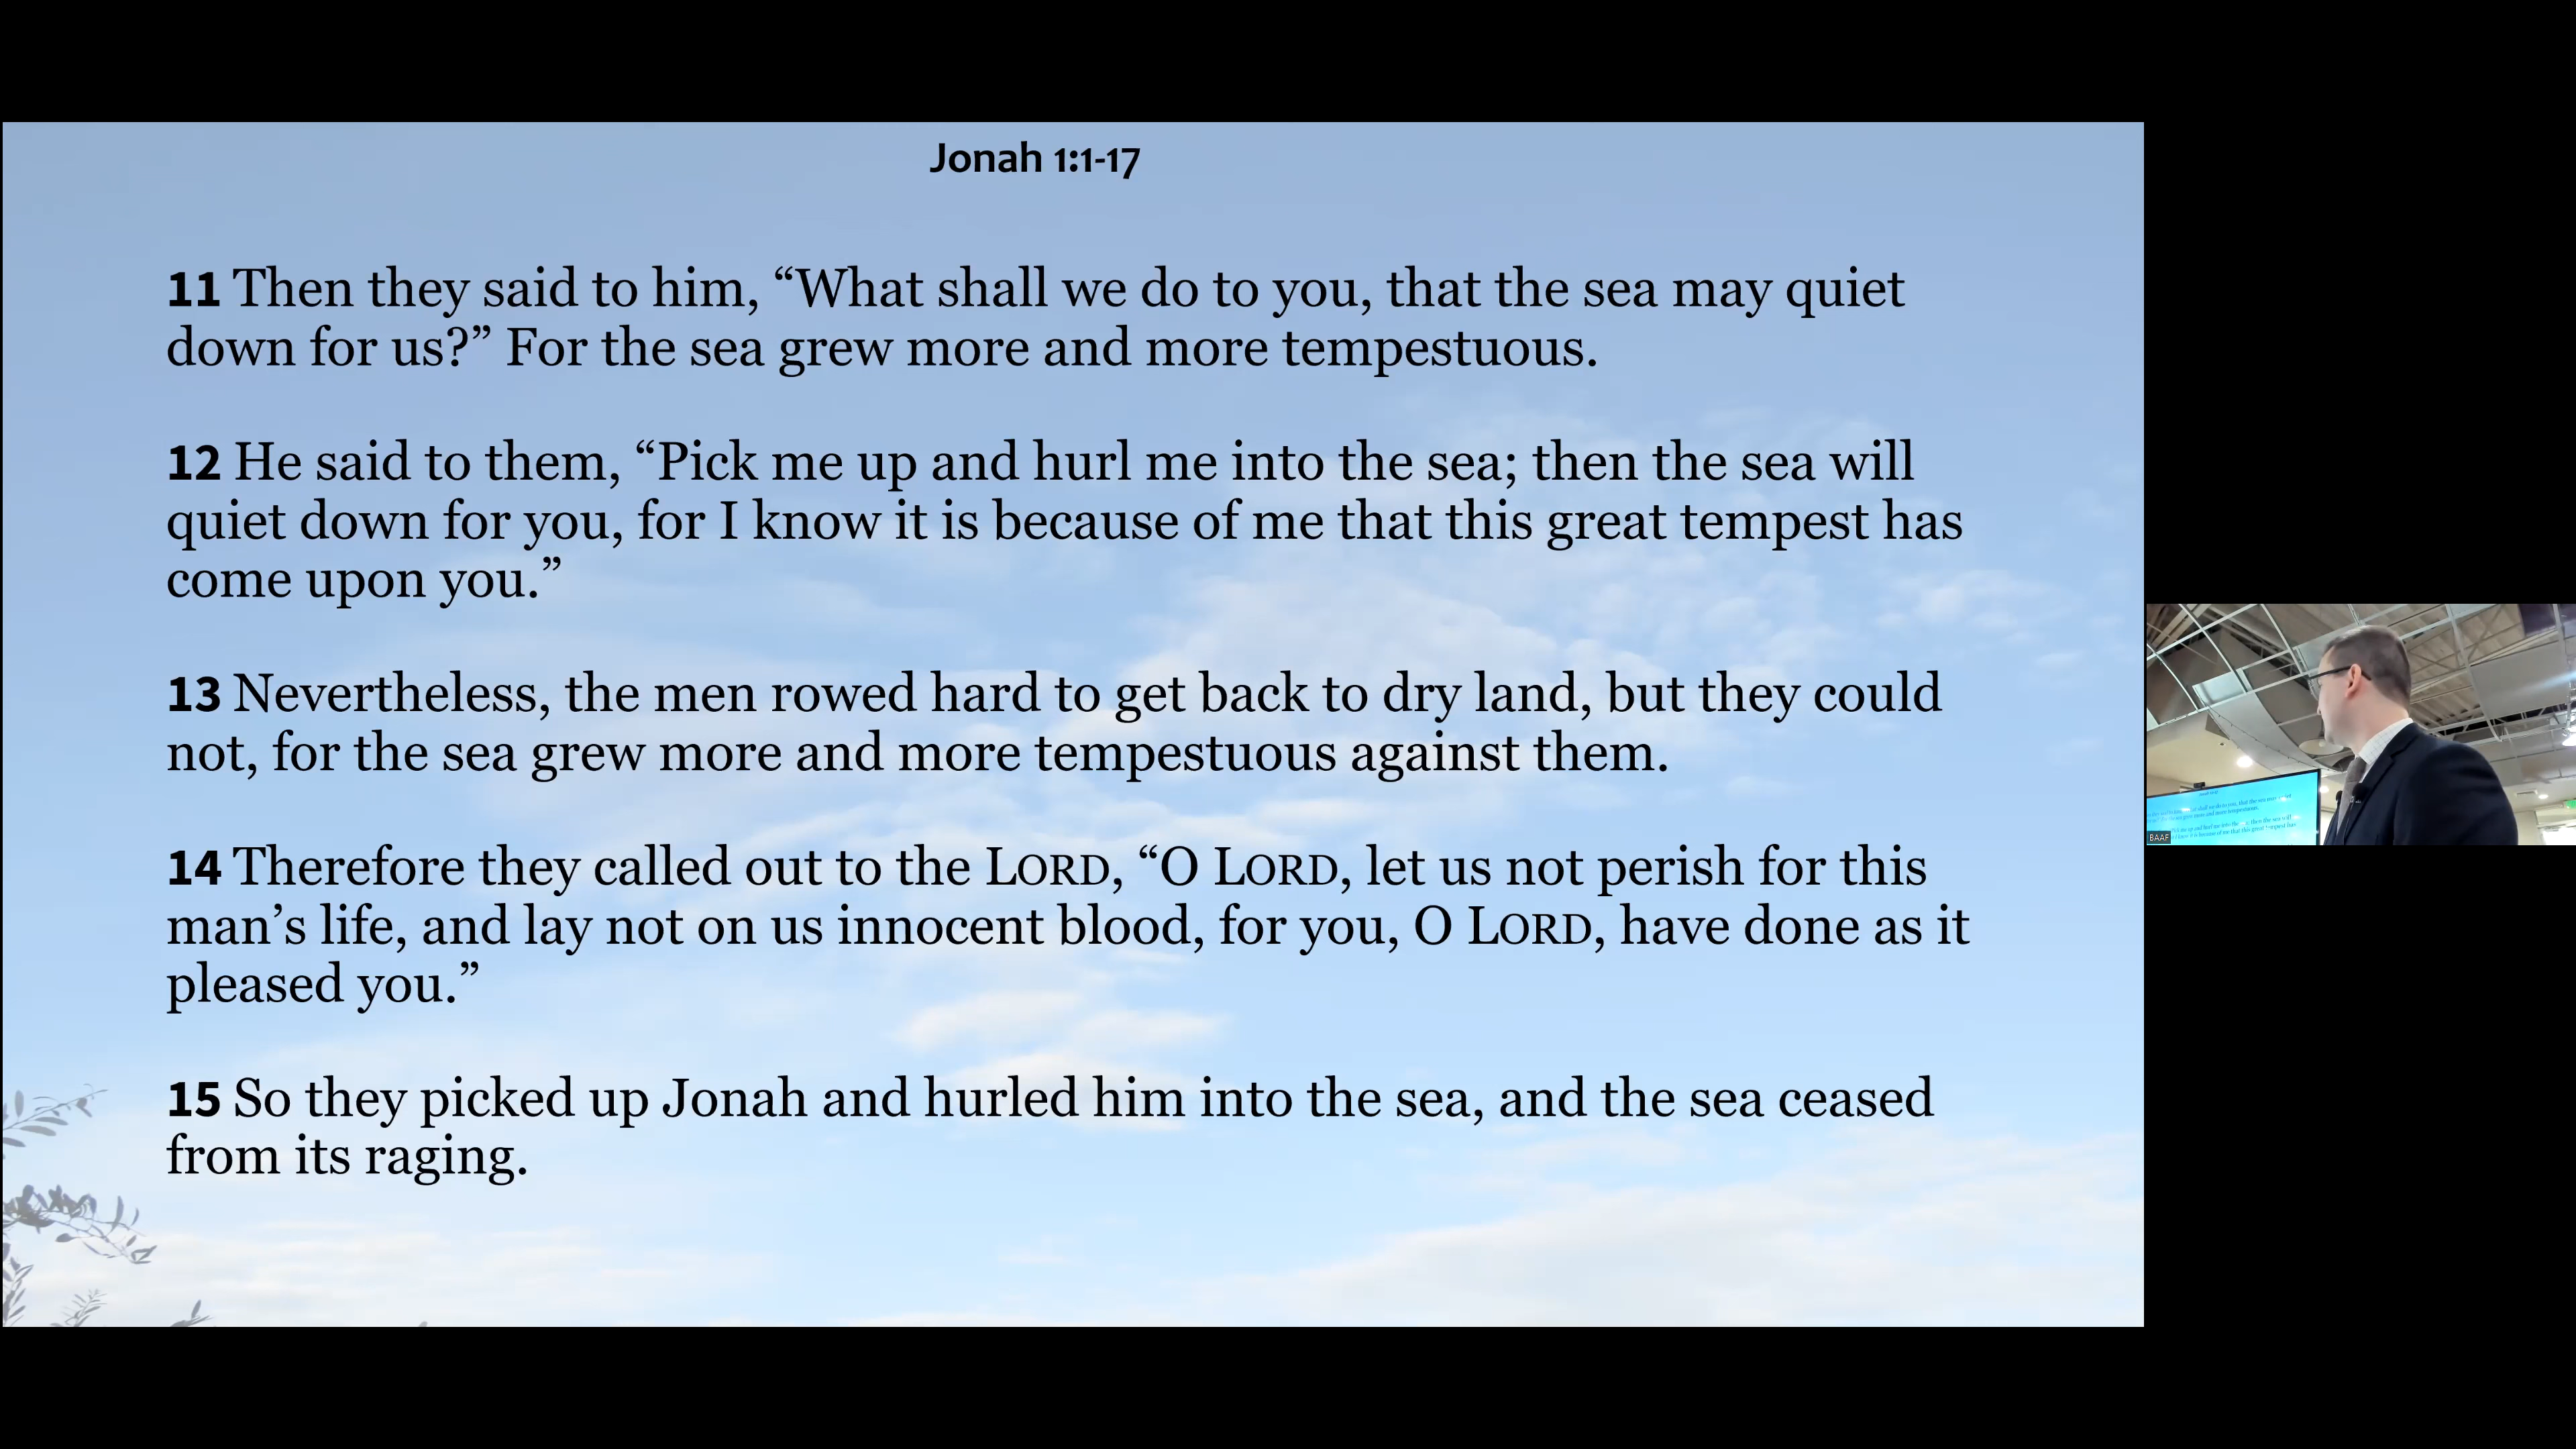 Jonah 1:1-17
11 Then they said to him, “What shall we do to you, that the sea may quiet
down for us?” For the sea grew more and more tempestuous.
12 He said to them, “Pick me up and hurl me into the sea; then the sea will
quiet down for you, for I know it is because of me that this great tempest has
come upon you.”
13 Nevertheless, the men rowed hard to get back to dry land, but they could
not, for the sea grew more and more tempestuous against them.
14 Therefore they called out to the LORD, “O LORD, let us not perish for this
man’s life, and lay not on us innocent blood, for you, O LORD, have done as it
pleased you.”
15 So they picked up Jonah and hurled him into the sea, and the sea ceased
from its raging.
BAAF